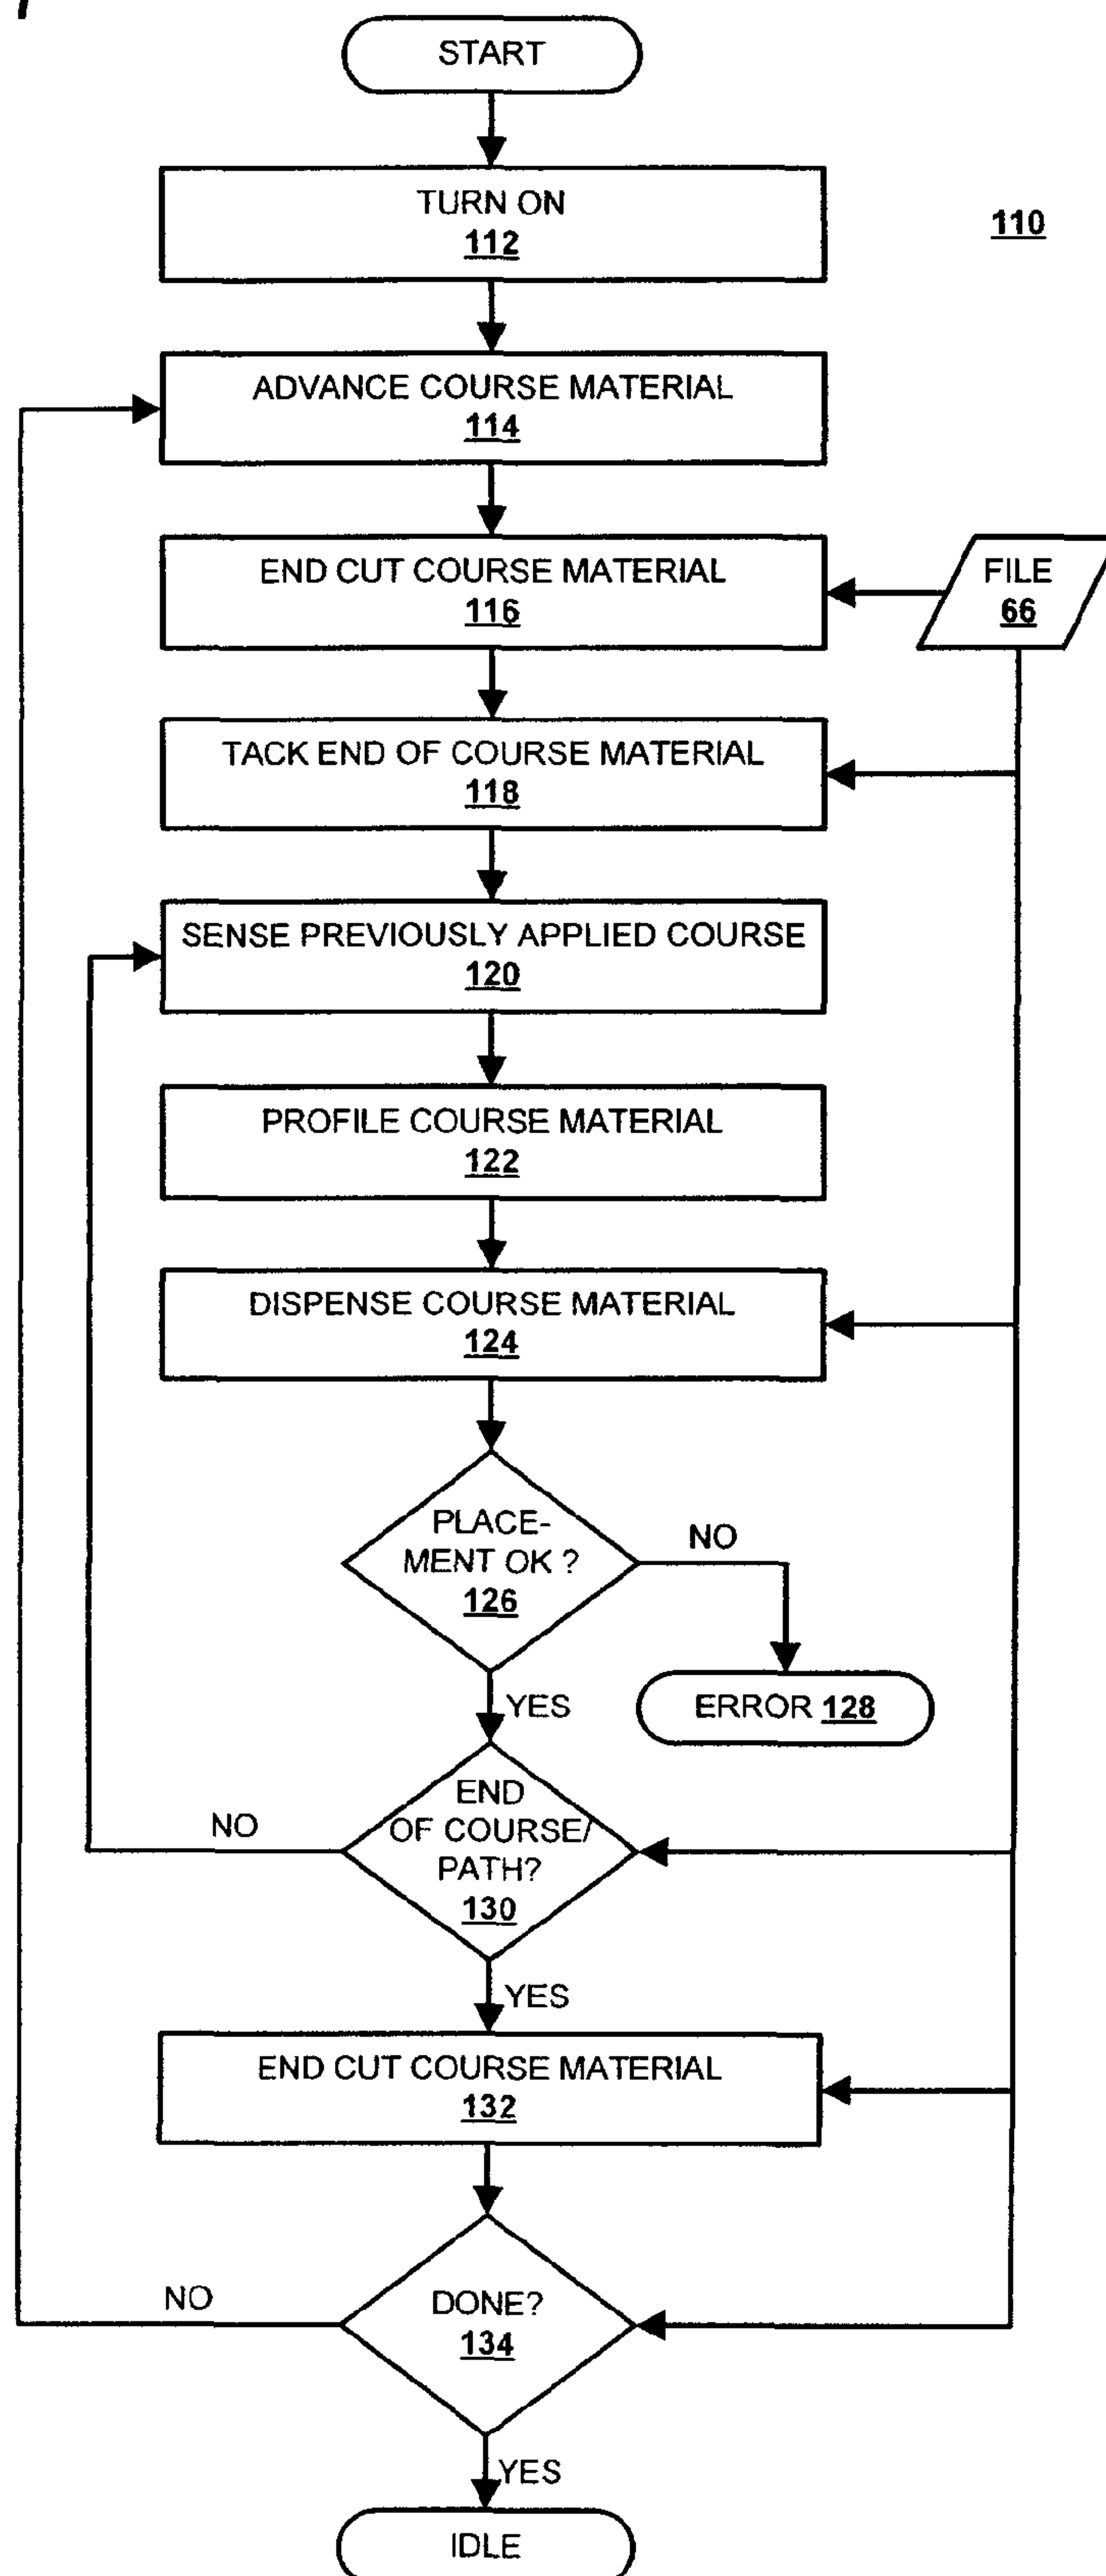 START
TURN ON
112
110
ADVANCE COURSE MATERIAL
114
END CUT COURSE MATERIAL
116
FILE
66
TACK END OF COURSE MATERIAL
118
SENSE PREVIOUSLY APPLIED COURSE
120
PROFILE COURSE MATERIAL
122
DISPENSE COURSE MATERIAL
124
PLACE-
MENT OK ?
126
NO
ERROR 128
YES
END
OF COURSE/
PATH?
130
NO
YES
END CUT COURSE MATERIAL
132
DONE?
134
NO
YES
IDLE